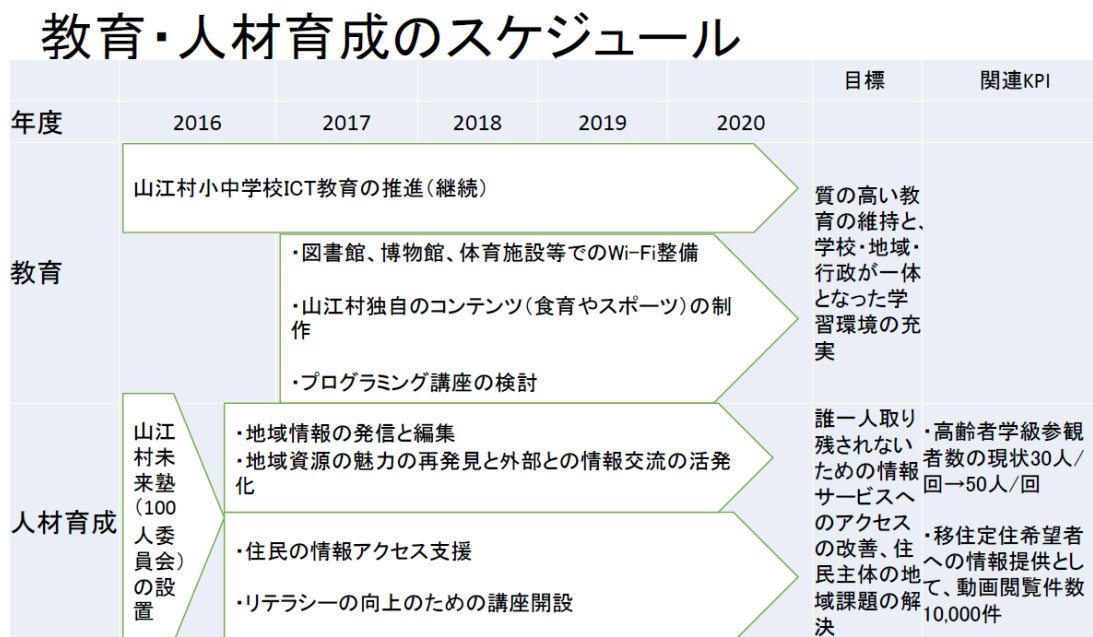 教育・人材育成のスケジュール
目標
関連KPI
年度
2016
2017
2018
2019
2020
教育
山江村小中学校ICT教育の推進（継続）
・図書館、博物館、体育施設等でのWi-Fi整備
・山江村独自のコンテンツ（食育やスポーツ）の制
作
・プログラミング講座の検討
質の高い教
育の維持と、
学校・地域・
行政が一体
となった学
習環境の充
実
人材育成
山江
村未
来塾
（100
人委
員会）
の設
置
・地域情報の発信と編集
・地域資源の魅力の再発見と外部との情報交流の活発
化
・住民の情報アクセス支援
・リテラシーの向上のための講座開設
誰一人取り
残されない
ための情報
サービスへ
のアクセス
の改善、住
民主体の地
域課題の解
決
・高齢者学級参観
者数の現状30人/
回→50人/回
・移住定住希望者
への情報提供とし
て、動画閲覧件数
10,000件